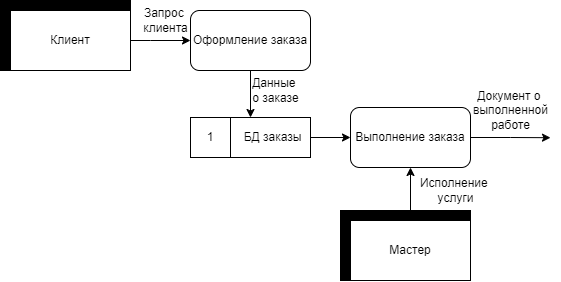 Запрос
клиента
Клиент
Оформление заказа
Данные
о заказе
1
БД заказы
Выполнение заказа
Документ о
выполненной
работе
Исполнение
услуги
Мастер